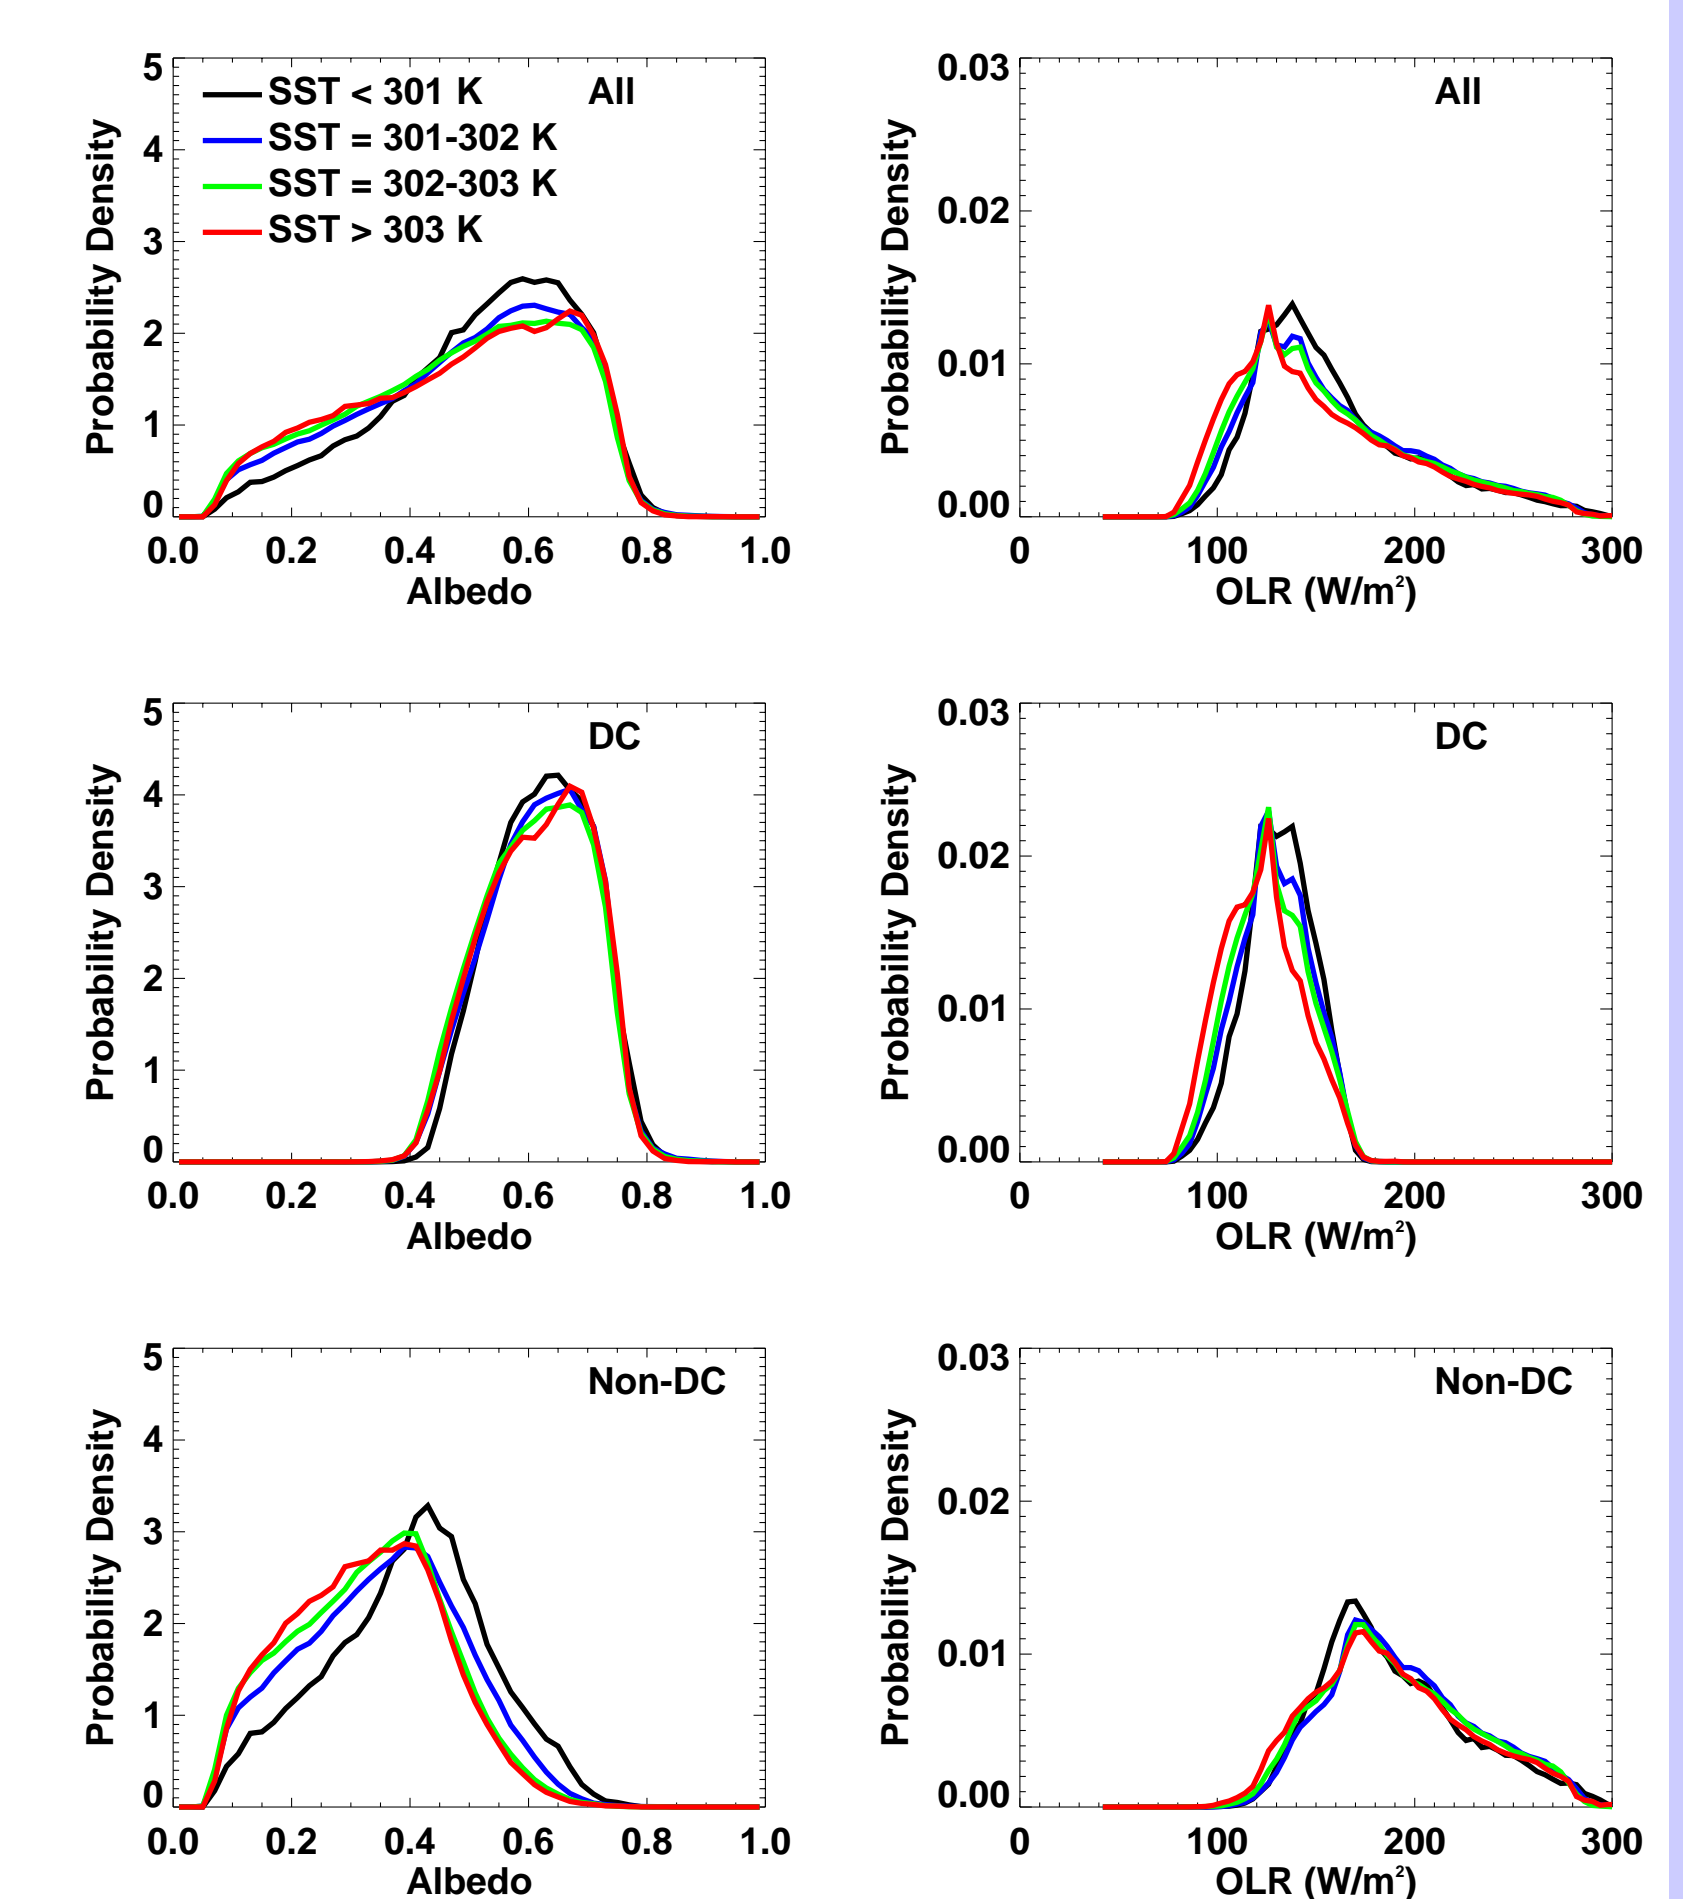 5
4
3
2
1
0
Probability Density
SST < 301 K
SST = 301-302 K
SST = 302-303 K
SST > 303 K
All
0.0 0.2 0.4 0.6 0.8 1.0
Albedo
0.03
0.02
0.01
0.00
Probability Density
All
0 100 200 300
OLR (W/m²)
5
4
3
2
1
0
Probability Density
DC
0.0 0.2 0.4 0.6 0.8 1.0
Albedo
0.03
0.02
0.01
0.00
Probability Density
DC
0 100 200 300
OLR (W/m²)
5
4
3
2
1
0
Probability Density
Non-DC
0.0 0.2 0.4 0.6 0.8 1.0
Albedo
0.03
0.02
0.01
0.00
Probability Density
Non-DC
0 100 200 300
OLR (W/m²)